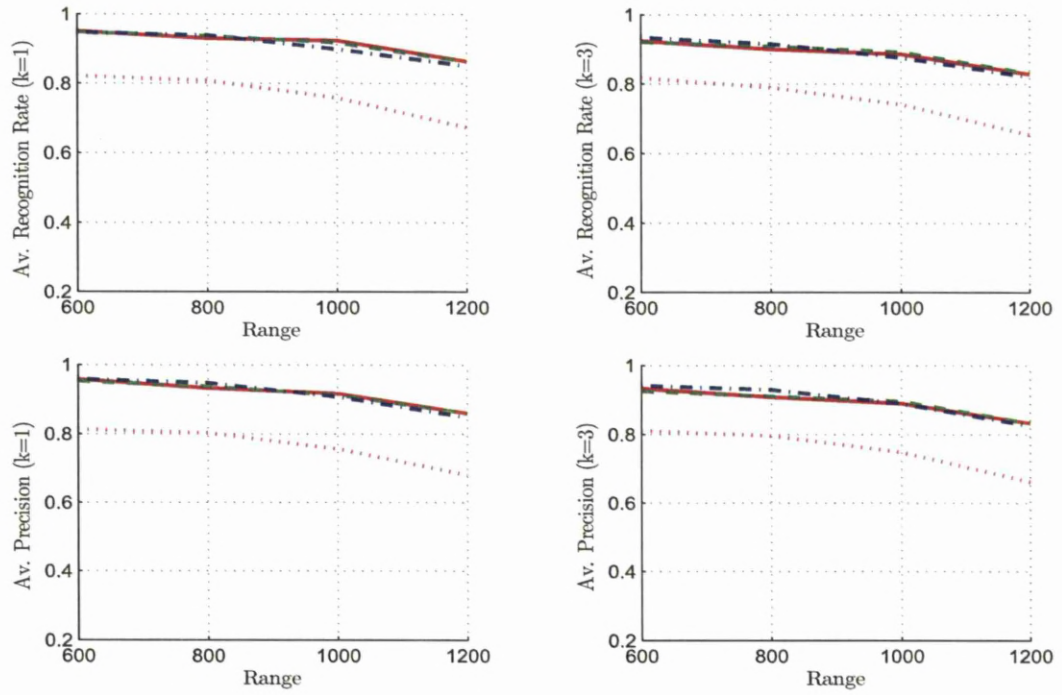 Av. Recognition Rate (k=1)
1
0.8
0.6
0.4
0.2
600 800 1000 1200
Range
Av. Recognition Rate (k=3)
1
0.8
0.6
0.4
0.2
600 800 1000 1200
Range
Av. Precision (k=1)
1
0.8
0.6
0.4
0.2
600 800 1000 1200
Range
Av. Precision (k=3)
1
0.8
0.6
0.4
0.2
600 800 1000 1200
Range